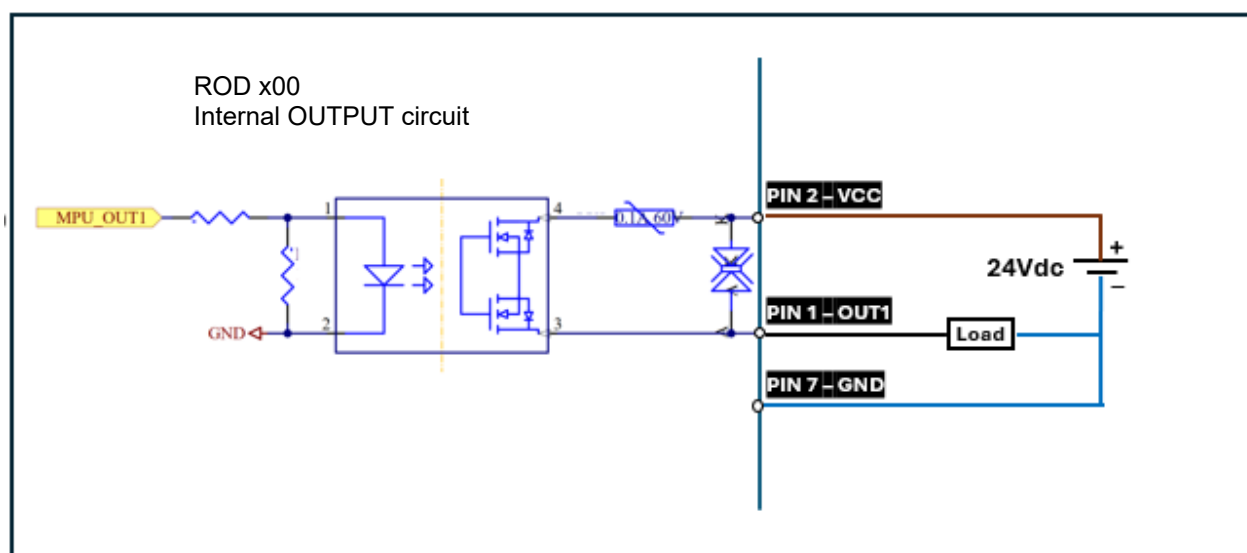 ROD x00
Internal OUTPUT circuit
PIN 2 – VCC
MPU_OUT1
1
4
0.1A 60V
+
24Vdc
–
PIN 1 – OUT1
GND
2
3
Load
PIN 7 – GND